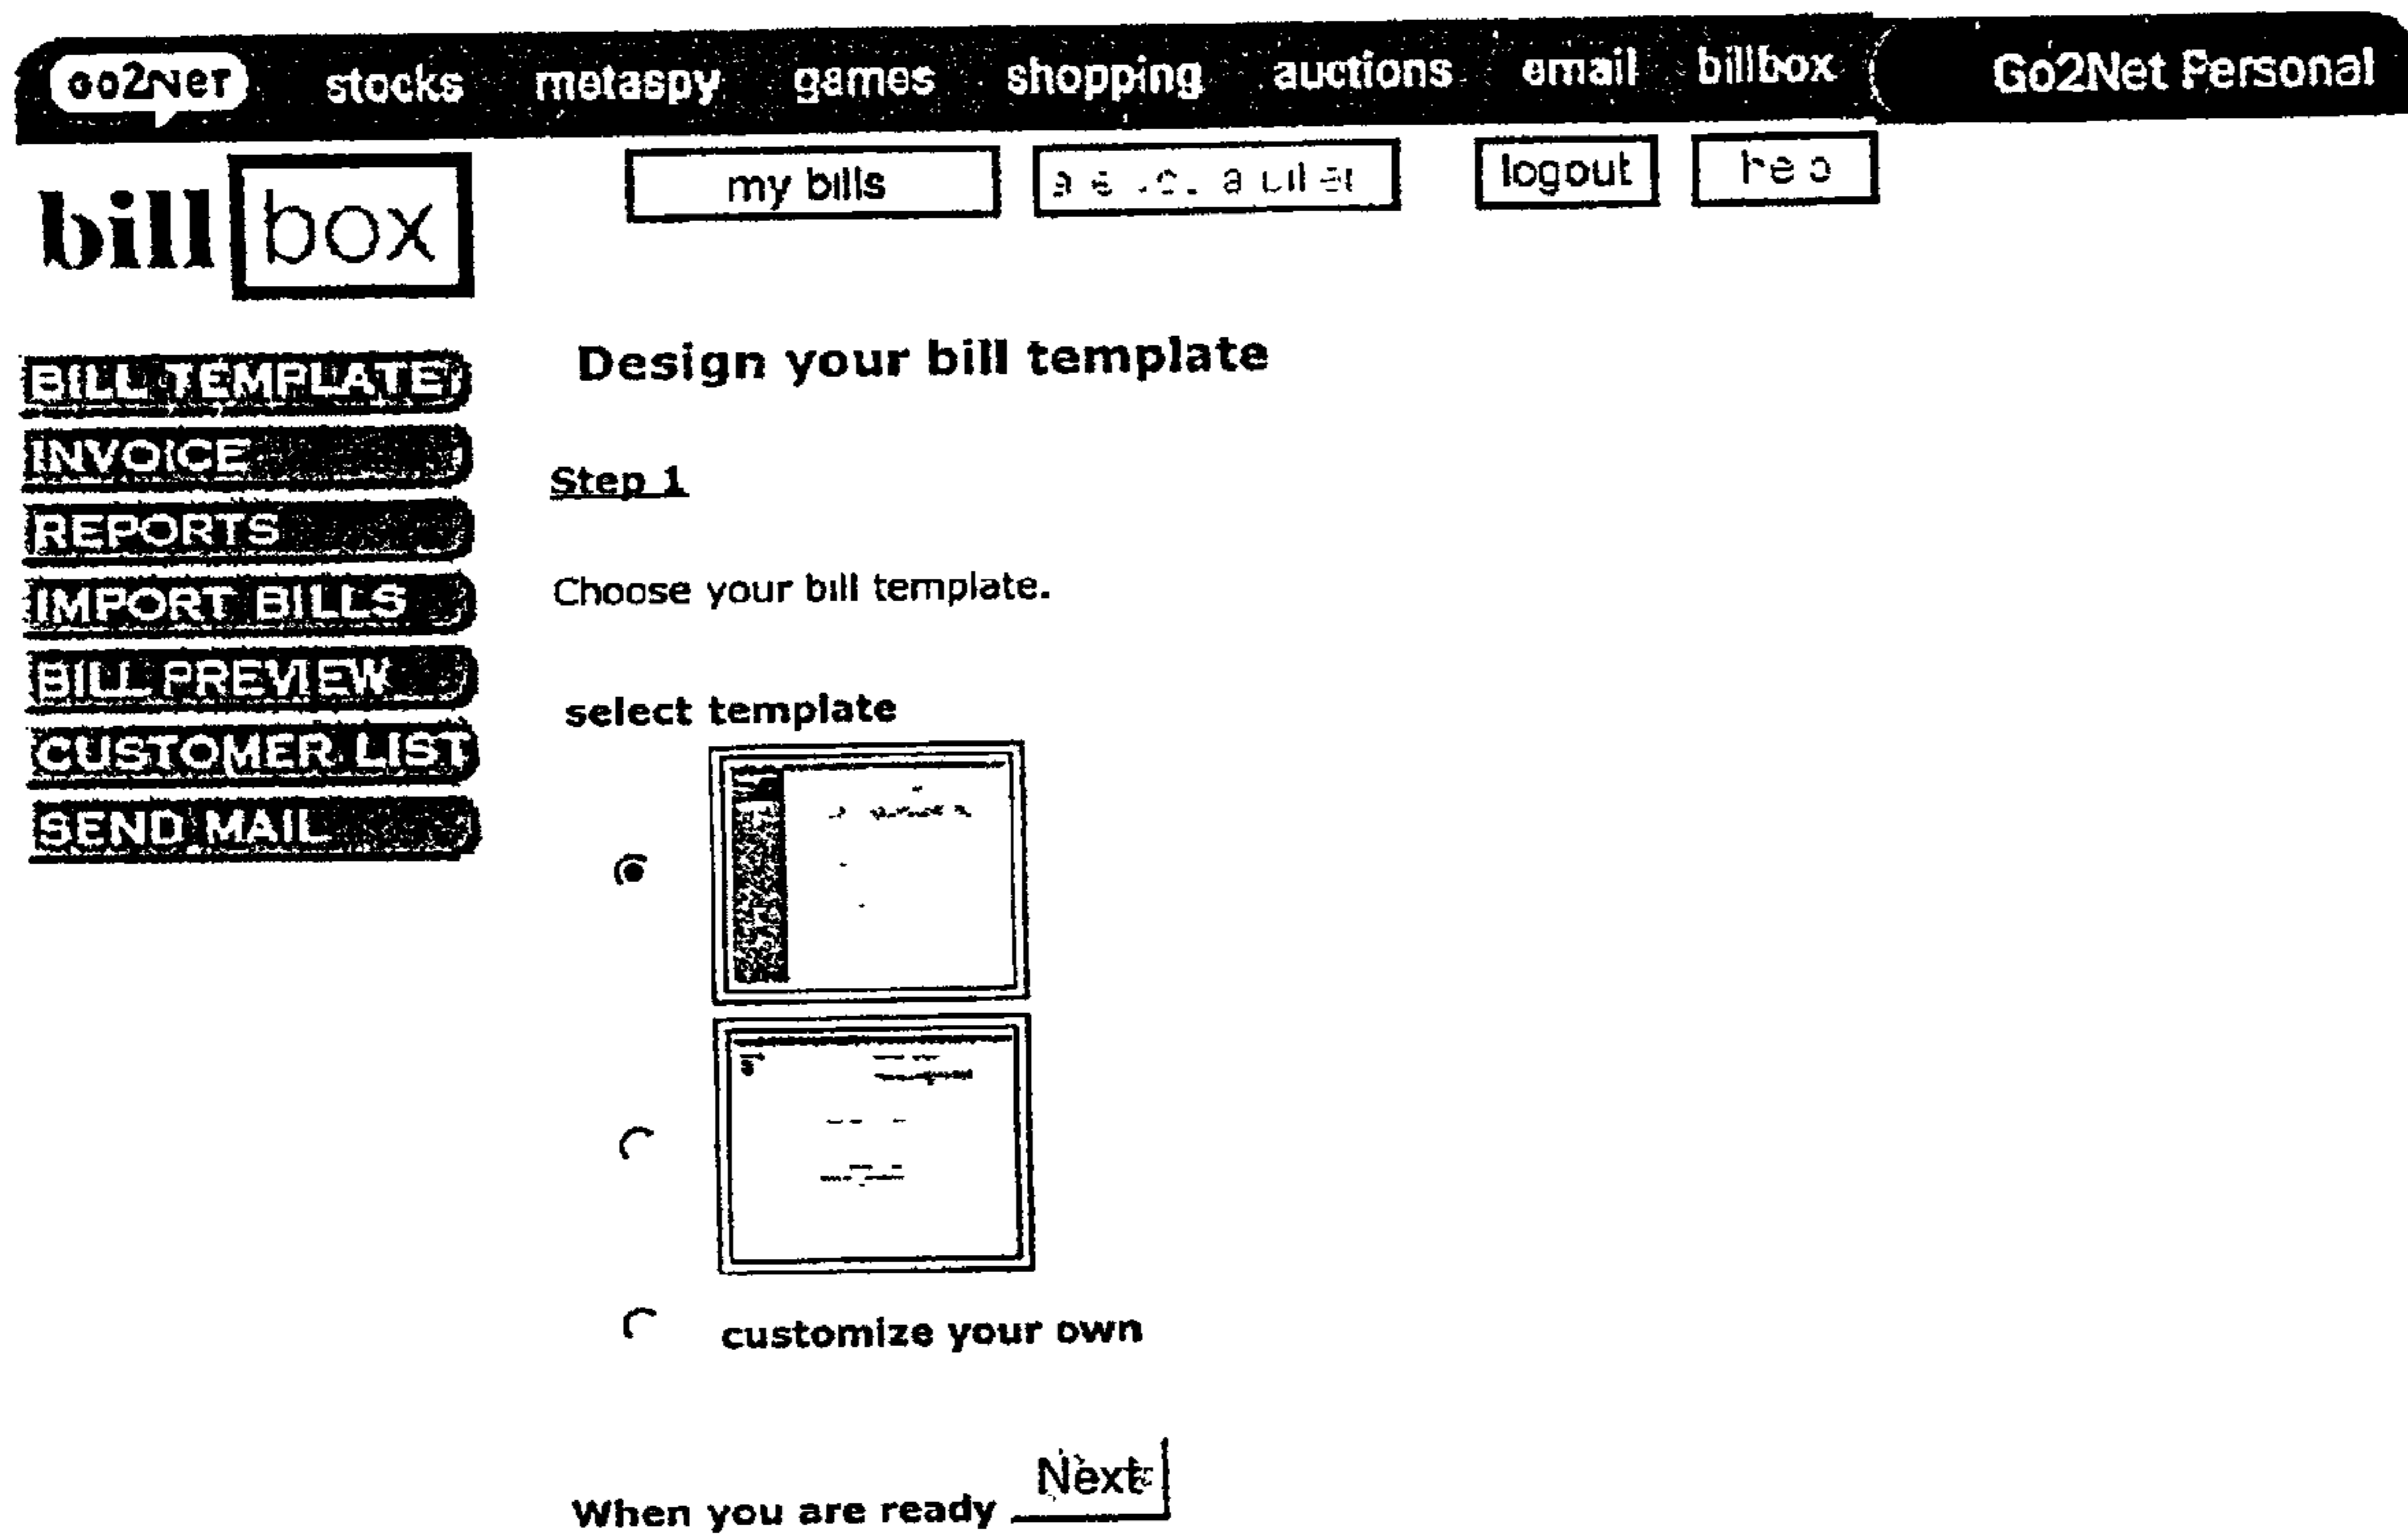 Go2Net stocks metaspy games shopping auctions email billbox Go2Net Personal
my bills logout help
bill box
BILL TEMPLATE
INVOICE
REPORTS
IMPORT BILLS
BILL PREVIEW
CUSTOMER LIST
SEND MAIL
Design your bill template
Step 1
Choose your bill template.
select template
customize your own
When you are ready Next